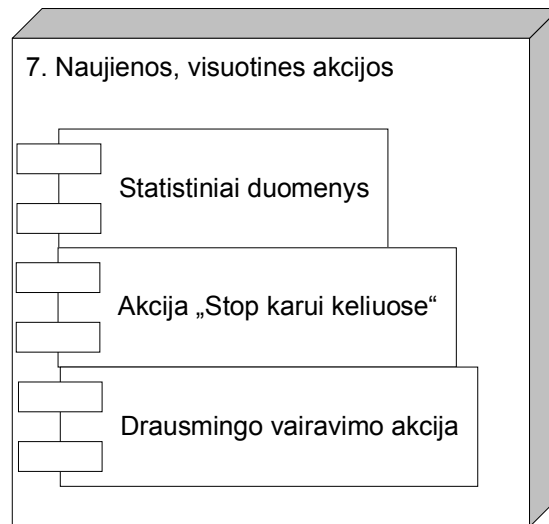 7. Naujienos, visuotines akcijos
Statistiniai duomenys
Akcija „Stop karui keliuose“
Drausmingo vairavimo akcija